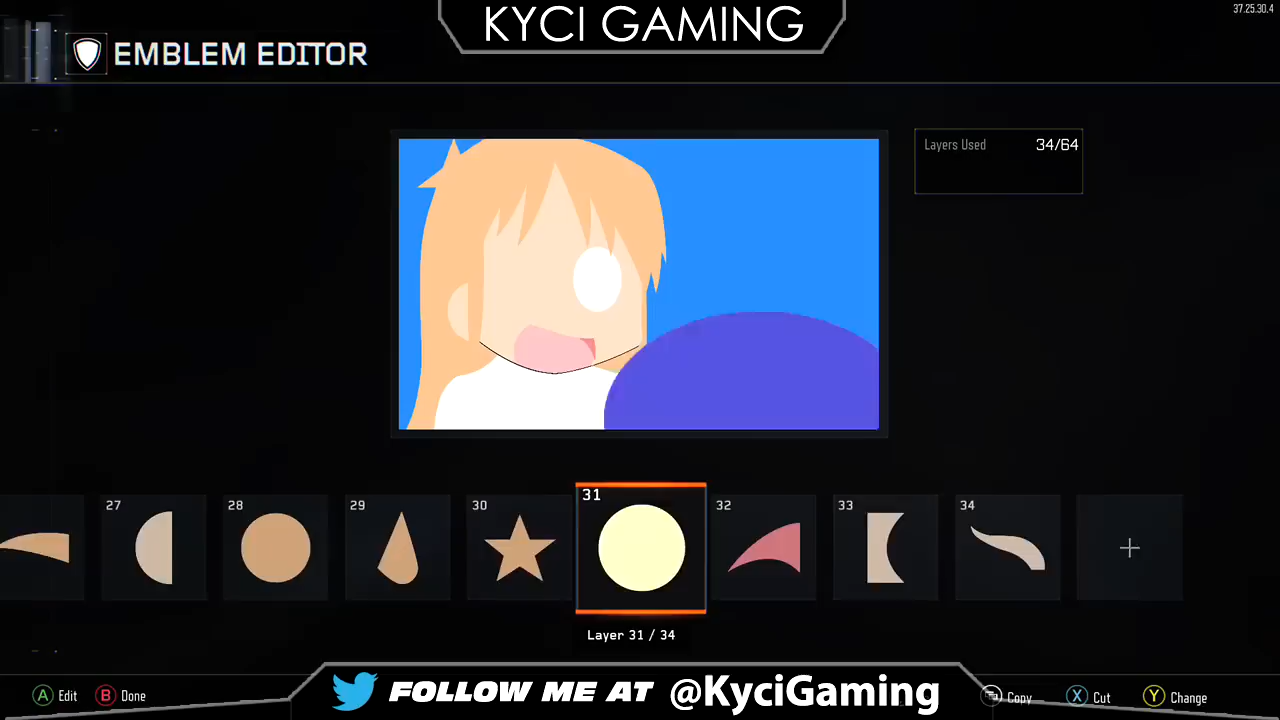 KYCI GAMING
37.25.30.4
EMBLEM EDITOR
Layers Used 34/64
27 28 29 30 31 32 33 34
Layer 31 / 34
A Edit B Done
FOLLOW ME AT @KyciGaming
Copy X Cut Y Change